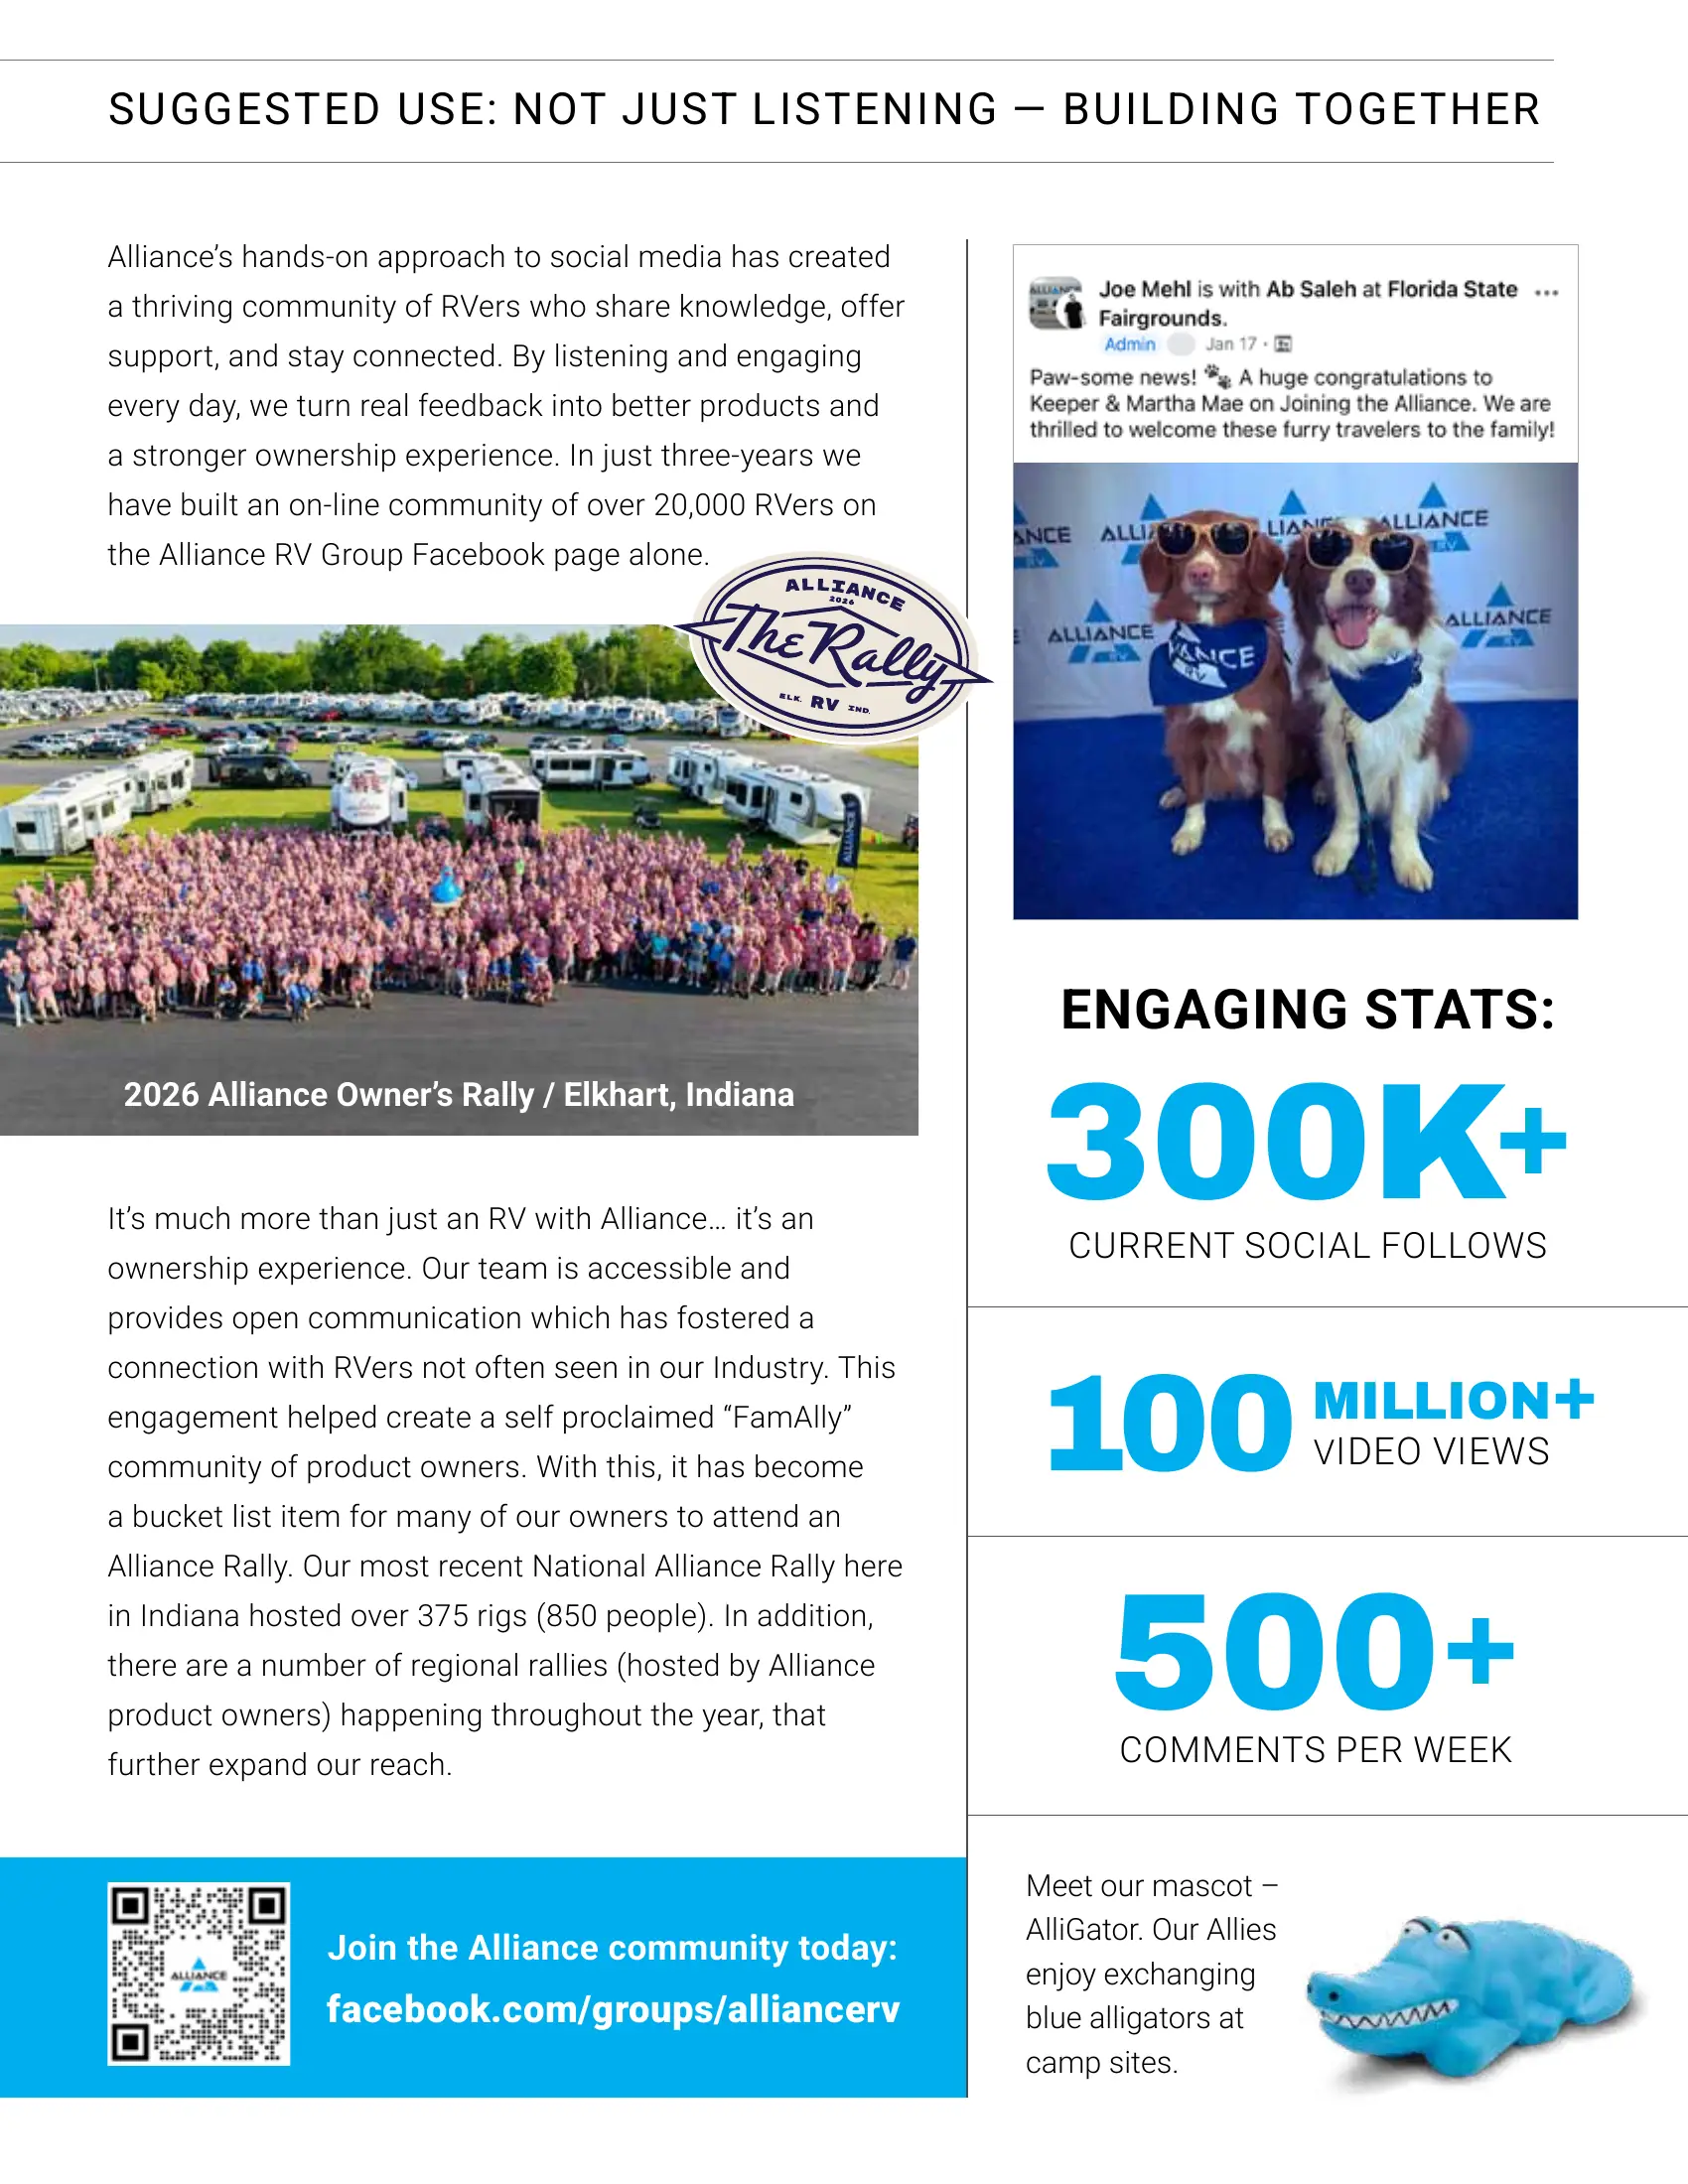 SUGGESTED USE: NOT JUST LISTENING — BUILDING TOGETHER
Alliance’s hands-on approach to social media has created
a thriving community of RVers who share knowledge, offer
support, and stay connected. By listening and engaging
every day, we turn real feedback into better products and
a stronger ownership experience. In just three-years we
have built an on-line community of over 20,000 RVers on
the Alliance RV Group Facebook page alone.
ALLIANCE
2026
The Rally
ELK. RV IND.
ALLIANCE
2026 Alliance Owner’s Rally / Elkhart, Indiana
It’s much more than just an RV with Alliance… it’s an
ownership experience. Our team is accessible and
provides open communication which has fostered a
connection with RVers not often seen in our Industry. This
engagement helped create a self proclaimed “FamAlly”
community of product owners. With this, it has become
a bucket list item for many of our owners to attend an
Alliance Rally. Our most recent National Alliance Rally here
in Indiana hosted over 375 rigs (850 people). In addition,
there are a number of regional rallies (hosted by Alliance
product owners) happening throughout the year, that
further expand our reach.
ALLIANCE
Join the Alliance community today:
facebook.com/groups/alliancerv
Joe Mehl is with Ab Saleh at Florida State
Fairgrounds.
Admin Jan 17 ·
Paw-some news! A huge congratulations to
Keeper & Martha Mae on Joining the Alliance. We are
thrilled to welcome these furry travelers to the family!
ANCE ALLI LIANCE ALLIANCE
RV RV
ALLIANCE
RV
ALLIANCE
RV
IANCE
RV
ENGAGING STATS:
300K+
CURRENT SOCIAL FOLLOWS
100 MILLION+
VIDEO VIEWS
500+
COMMENTS PER WEEK
Meet our mascot –
AlliGator. Our Allies
enjoy exchanging
blue alligators at
camp sites.